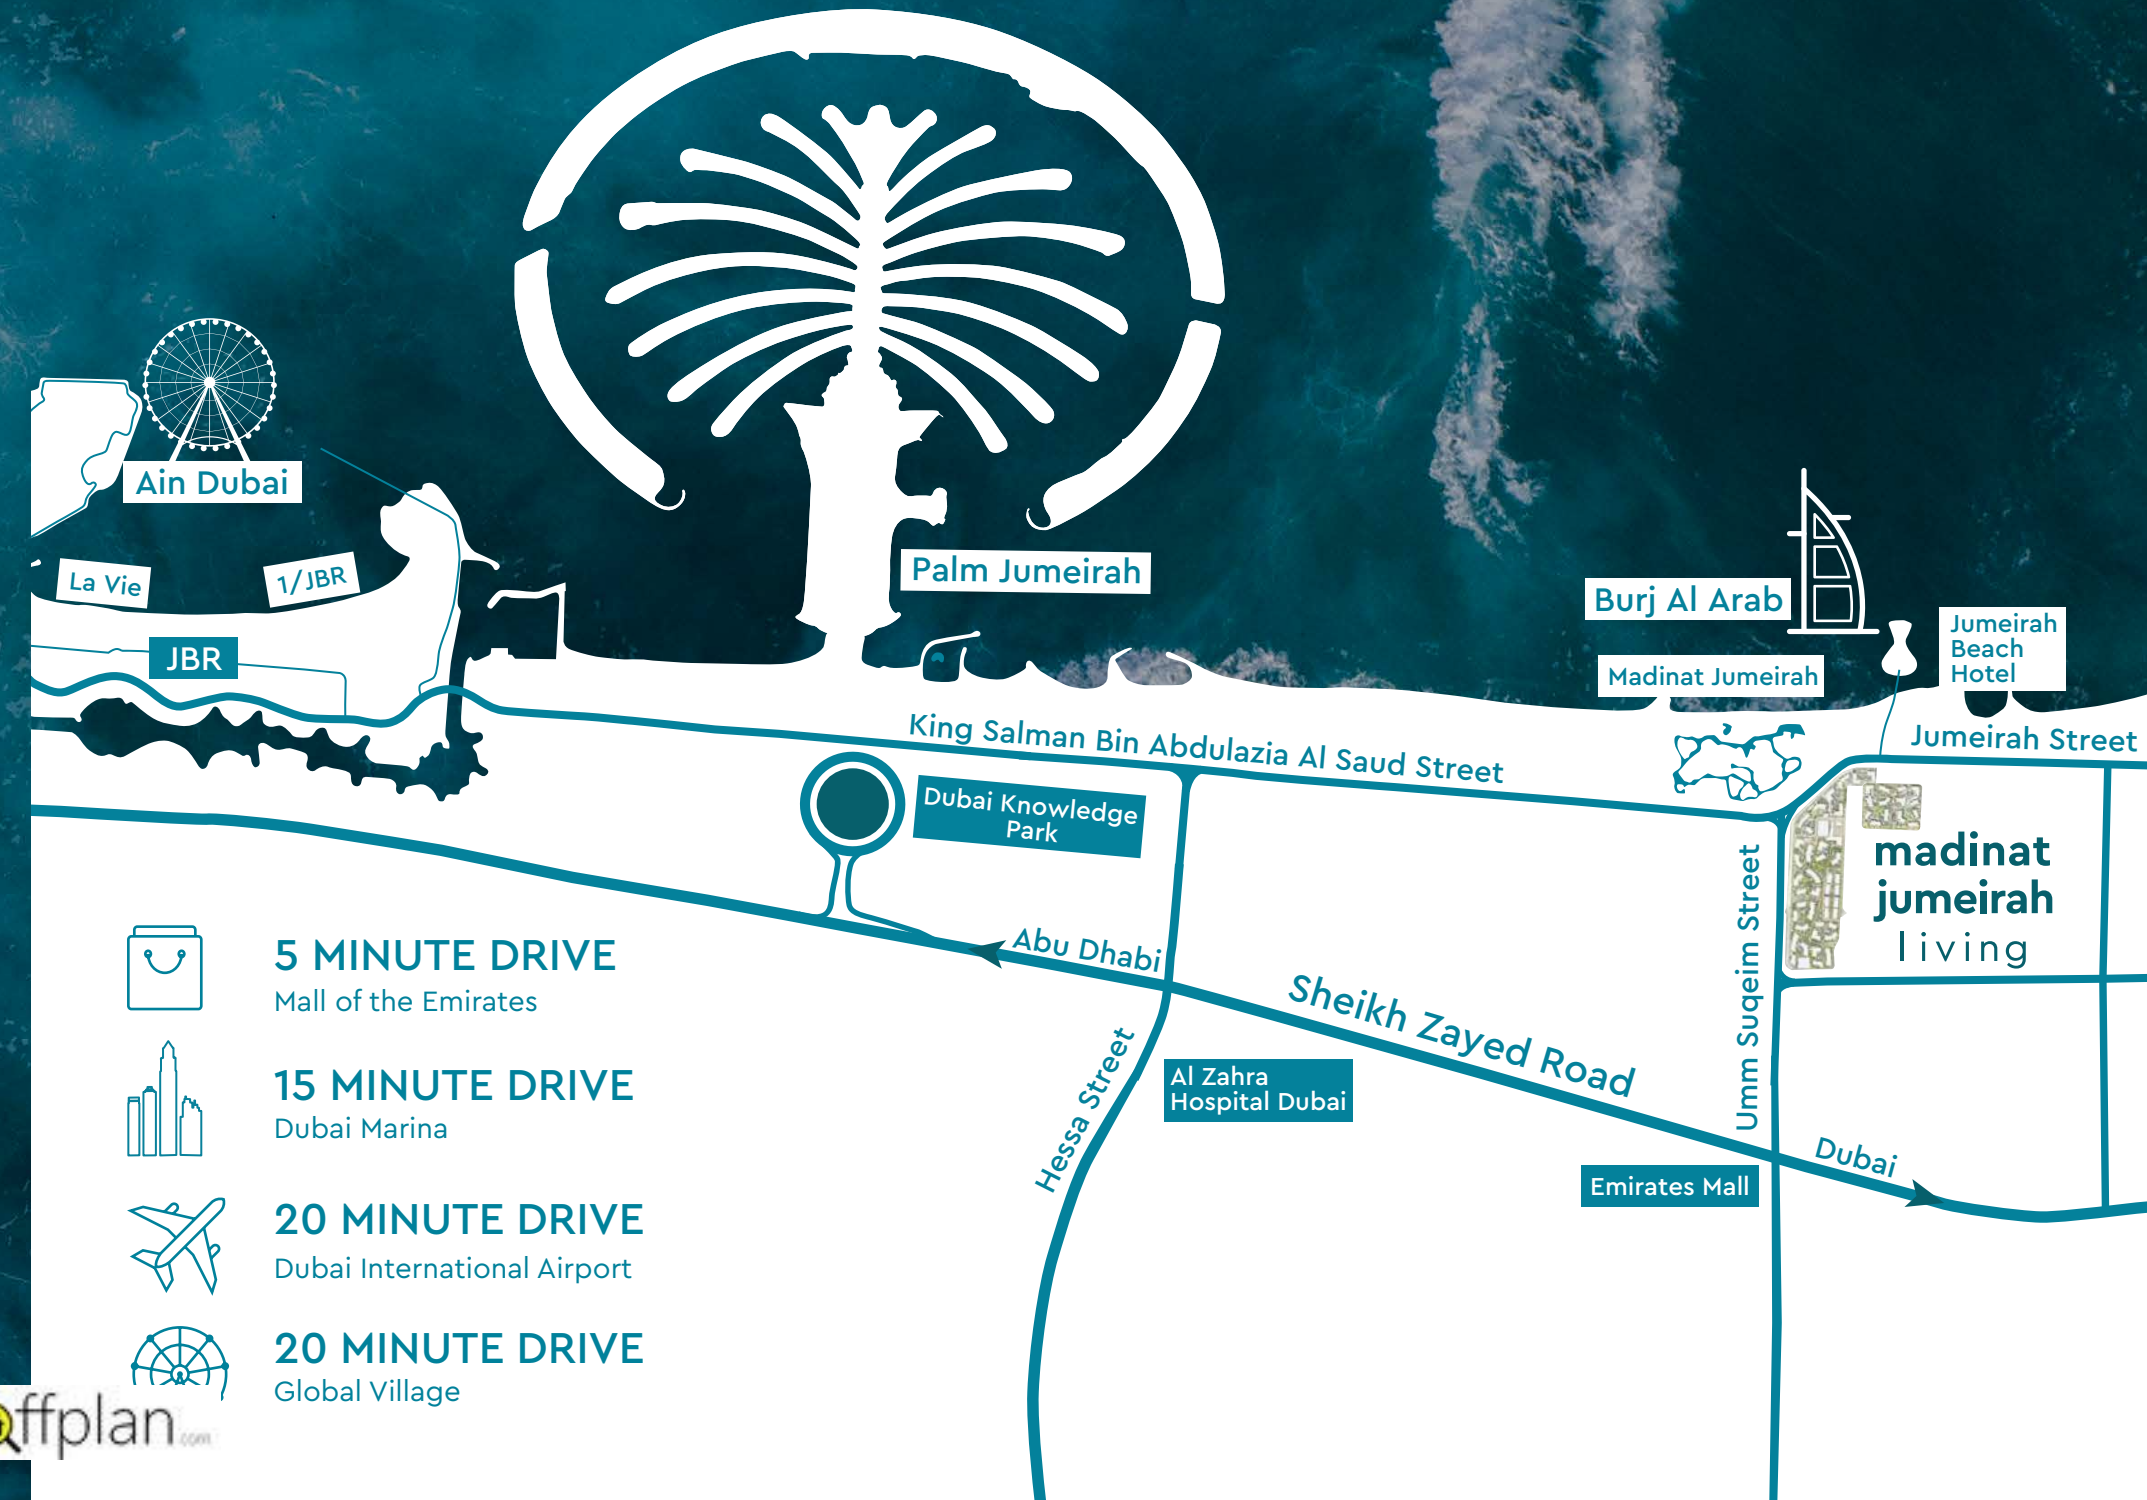 Ain Dubai
La Vie
1/JBR
JBR
Palm Jumeirah
Burj Al Arab
Jumeirah
Beach
Hotel
Madinat Jumeirah
King Salman Bin Abdulazia Al Saud Street
Jumeirah Street
Dubai Knowledge
Park
madinat
jumeirah
living
Umm Suqeim Street
Abu Dhabi
Sheikh Zayed Road
Hessa Street
Al Zahra
Hospital Dubai
Dubai
Emirates Mall
5 MINUTE DRIVE
Mall of the Emirates
15 MINUTE DRIVE
Dubai Marina
20 MINUTE DRIVE
Dubai International Airport
20 MINUTE DRIVE
Global Village
offplan.com